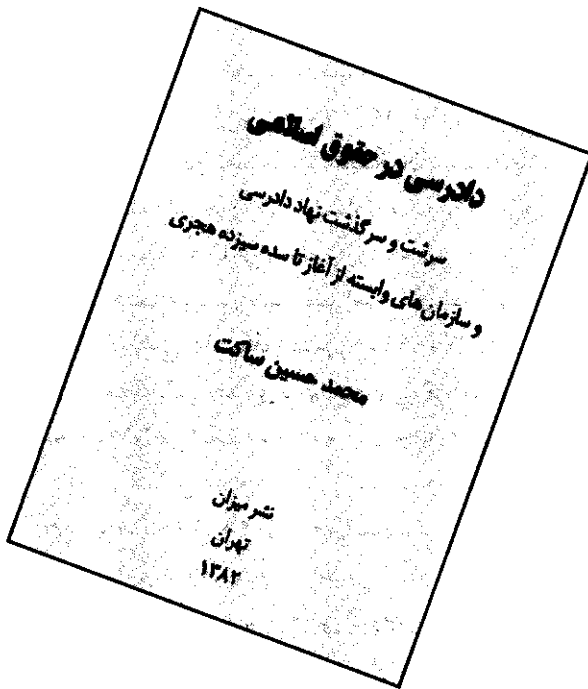 دادرسی در حقوق اسلامی
سرشت و سرگذشت نهاد دادرسی
و سازمان‌های وابسته از آغاز تا سده سیزده هجری
محمد حسین ساکت
نشر میزان
تهران
۱۳۸۲